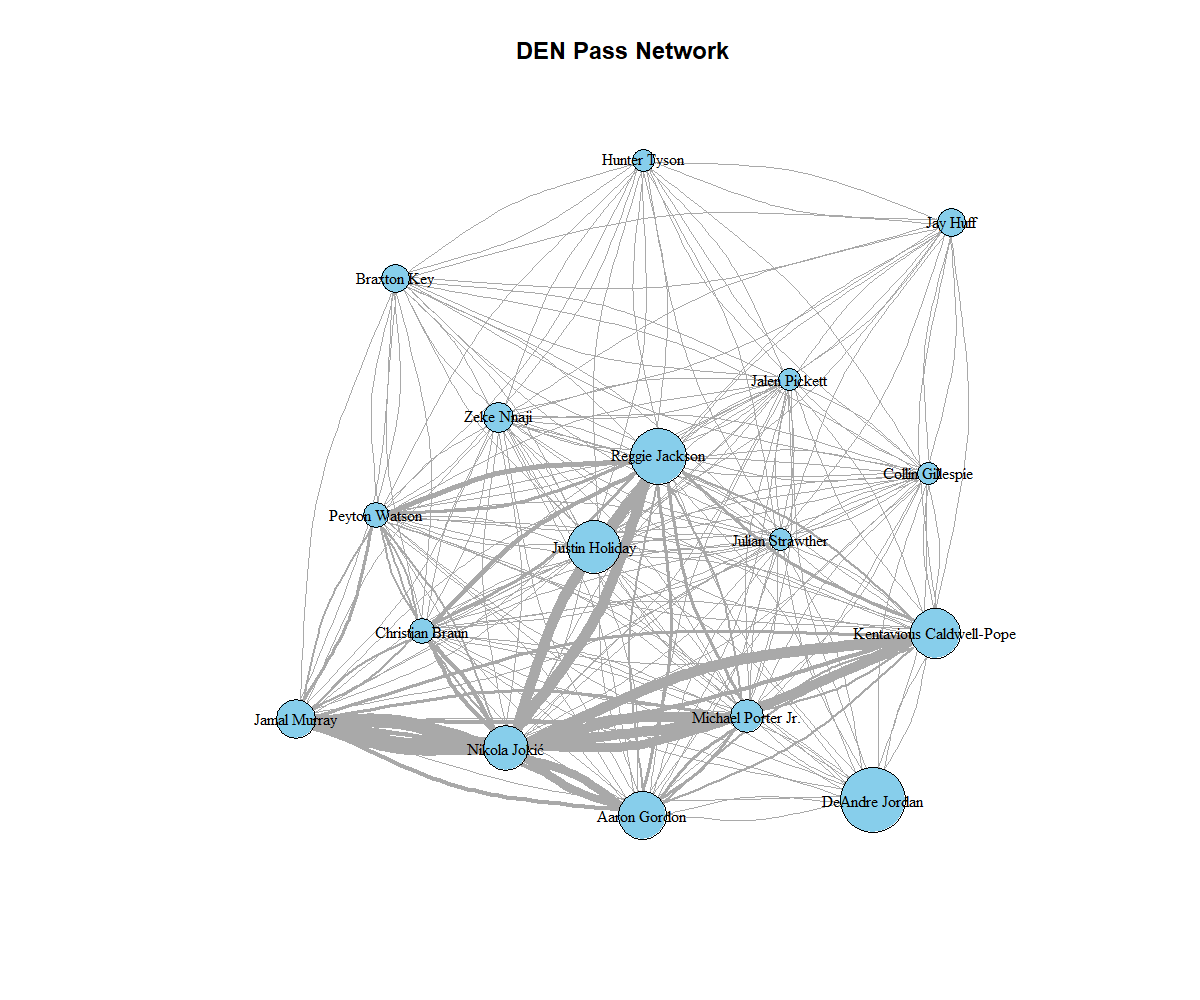 DEN Pass Network
Hunter Tyson
Jay Huff
Braxton Key
Jalen Pickett
Zeke Nnaji
Reggie Jackson
Collin Gillespie
Peyton Watson
Julian Strawther
Justin Holiday
Christian Braun
Kentavious Caldwell-Pope
Jamal Murray
Michael Porter Jr.
Nikola Jokić
DeAndre Jordan
Aaron Gordon